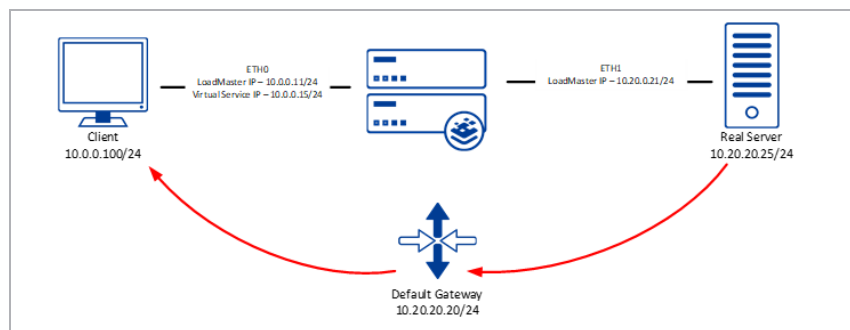 ETH0
LoadMaster IP – 10.0.0.11/24
Virtual Service IP – 10.0.0.15/24
ETH1
LoadMaster IP – 10.20.0.21/24
Client
10.0.0.100/24
Real Server
10.20.20.25/24
Default Gateway
10.20.20.20/24